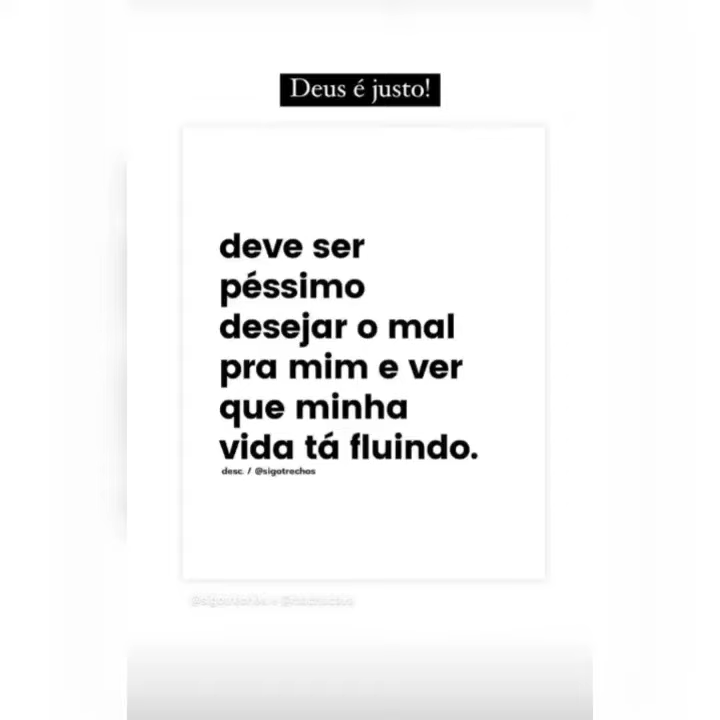 Deus é justo!
deve ser
péssimo
desejar o mal
pra mim e ver
que minha
vida tá fluindo.
desc. / @sigotrechos